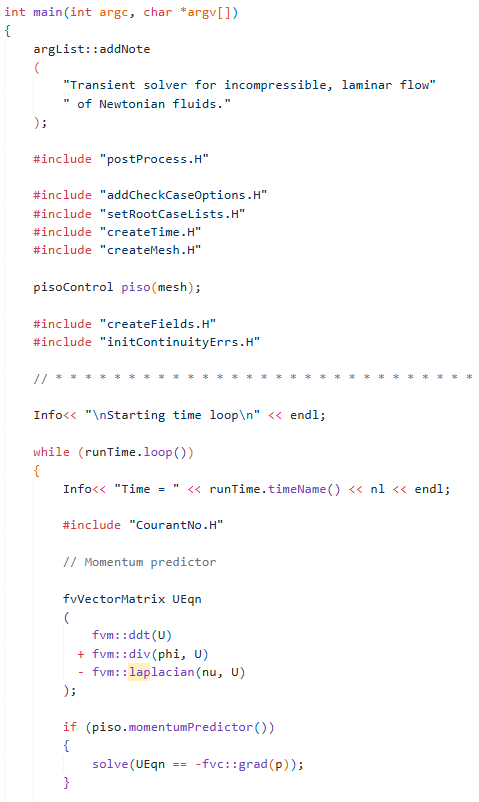 int main(int argc, char *argv[])
{
    argList::addNote
    (
        "Transient solver for incompressible, laminar flow"
        " of Newtonian fluids."
    );

    #include "postProcess.H"

    #include "addCheckCaseOptions.H"
    #include "setRootCaseLists.H"
    #include "createTime.H"
    #include "createMesh.H"

    pisoControl piso(mesh);

    #include "createFields.H"
    #include "initContinuityErrs.H"

    // * * * * * * * * * * * * * * * * * * * * * * * * * * * * *

    Info<< "\nStarting time loop\n" << endl;

    while (runTime.loop())
    {
        Info<< "Time = " << runTime.timeName() << nl << endl;

        #include "CourantNo.H"

        // Momentum predictor

        fvVectorMatrix UEqn
        (
            fvm::ddt(U)
          + fvm::div(phi, U)
          - fvm::laplacian(nu, U)
        );

        if (piso.momentumPredictor())
        {
            solve(UEqn == -fvc::grad(p));
        }